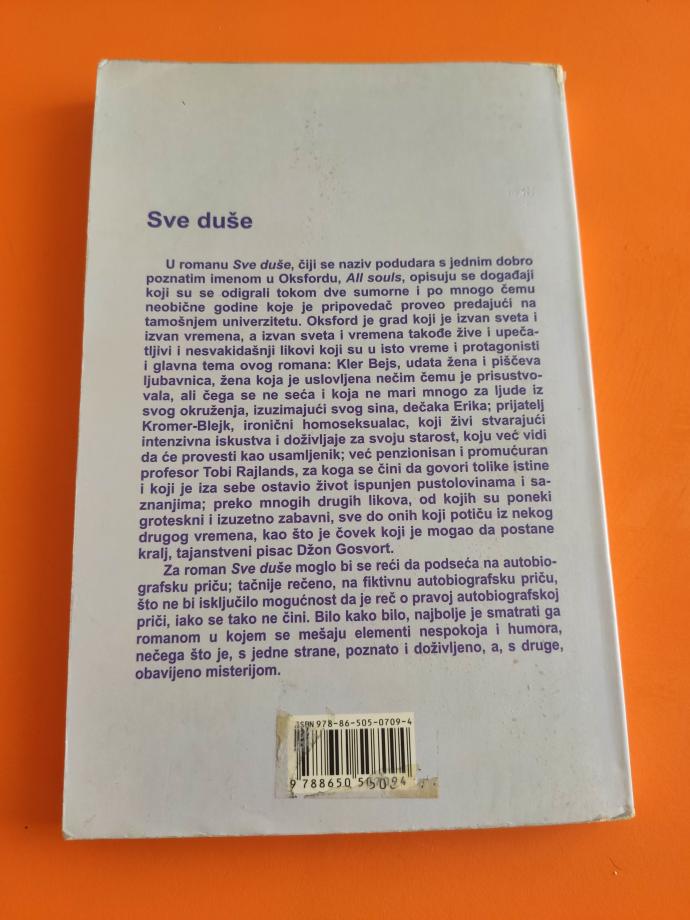 Sve duše
U romanu Sve duše, čiji se naziv podudara s jednim dobro
poznatim imenom u Oksfordu, All souls, opisuju se događaji
koji su se odigrali tokom dve sumorne i po mnogo čemu
neobične godine koje je pripovedač proveo predajući na
tamošnjem univerzitetu. Oksford je grad koji je izvan sveta i
izvan vremena, a izvan sveta i vremena takođe žive i upeča-
tljivi i nesvakidašnji likovi koji su u isto vreme i protagonisti
i glavna tema ovog romana: Kler Bejs, udata žena i piščeva
ljubavnica, žena koja je uslovljena nečim čemu je prisustvo-
vala, ali čega se ne seća i koja ne mari mnogo za ljude iz
svog okruženja, izuzimajući svog sina, dečaka Erika; prijatelj
Kromer-Blejk, ironični homoseksualac, koji živi stvarajući
intenzivna iskustva i doživljaje za svoju starost, koju već vidi
da će provesti kao usamljenik; već penzionisan i promućuran
profesor Tobi Rajlands, za koga se čini da govori tolike istine
i koji je iza sebe ostavio život ispunjen pustolovinama i sa-
znanjima; preko mnogih drugih likova, od kojih su poneki
groteskni i izuzetno zabavni, sve do onih koji potiču iz nekog
drugog vremena, kao što je čovek koji je mogao da postane
kralj, tajanstveni pisac Džon Gosvort.
Za roman Sve duše moglo bi se reći da podseća na autobio-
grafsku priču; tačnije rečeno, na fiktivnu autobiografsku priču,
što ne bi isključilo mogućnost da je reč o pravoj autobiografskoj
priči, iako se tako ne čini. Bilo kako bilo, najbolje je smatrati ga
romanom u kojem se mešaju elementi nespokoja i humora,
nečega što je, s jedne strane, poznato i doživljeno, a, s druge,
obavijeno misterijom.
ISBN 978-86-505-0709-4
9 788650